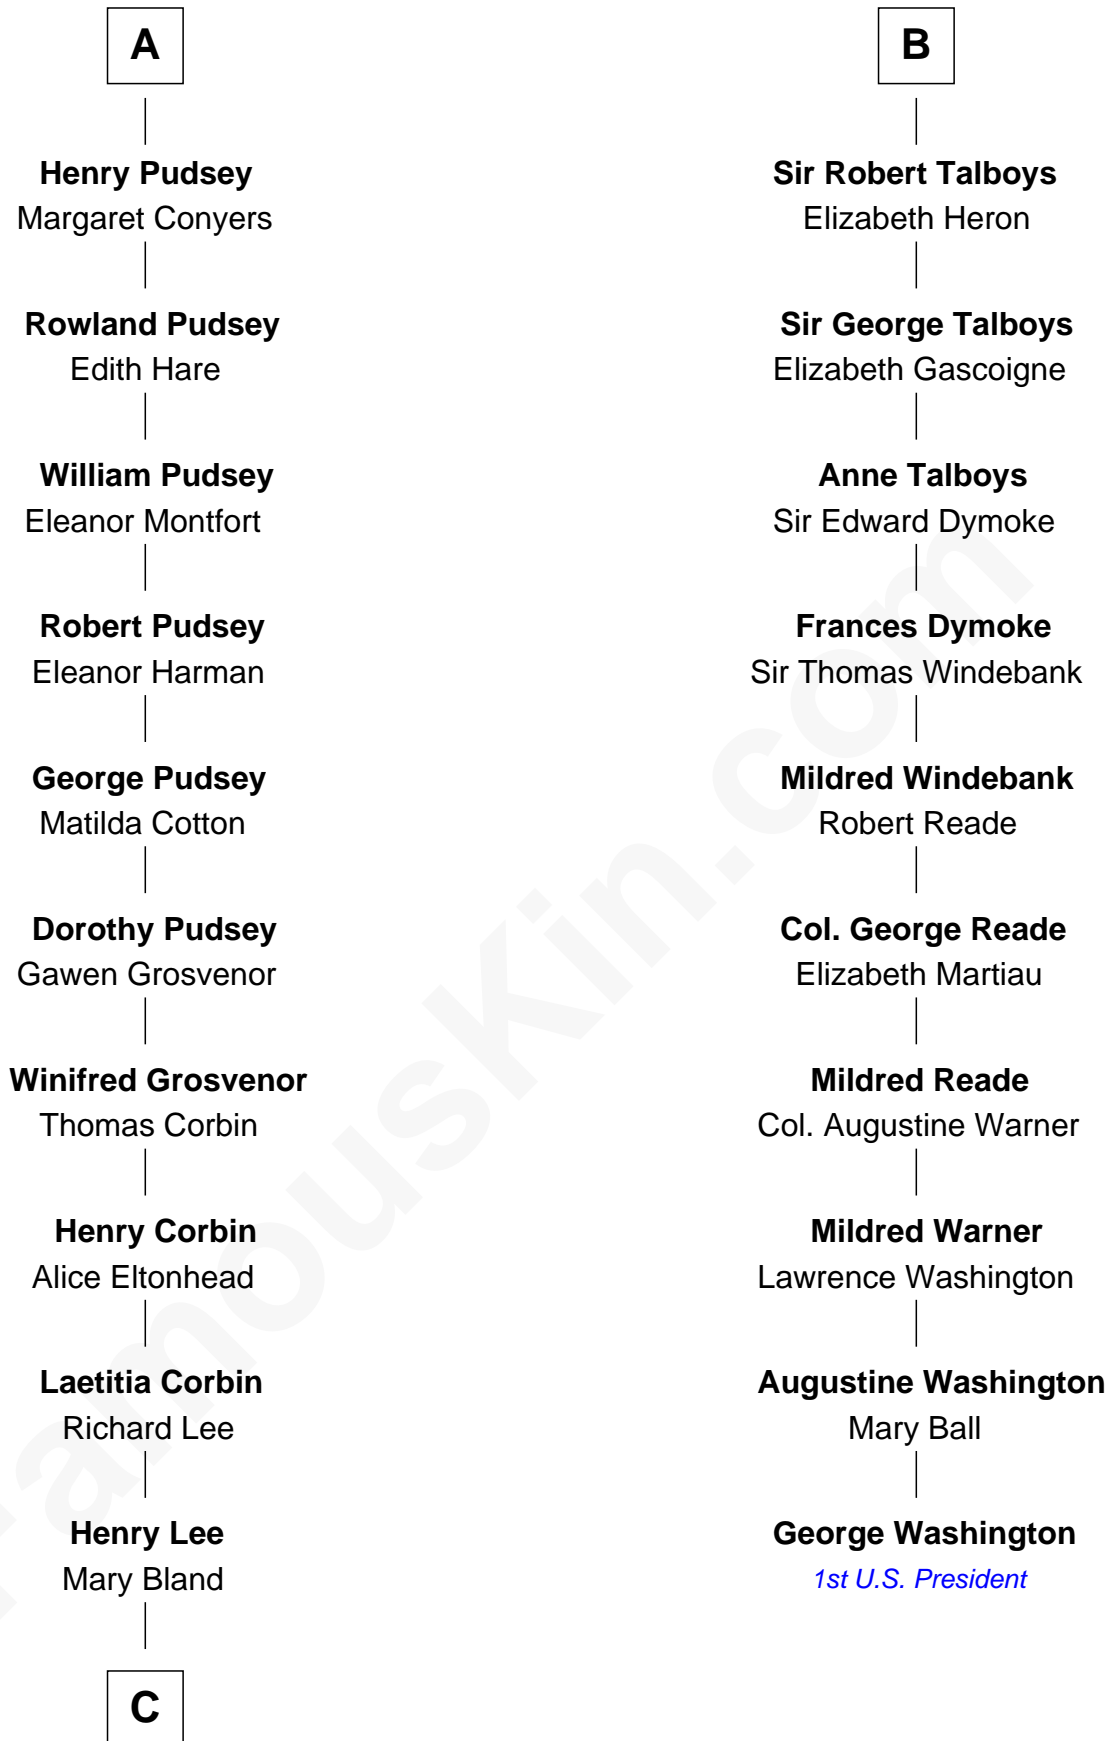 A
Henry Pudsey
Margaret Conyers
Rowland Pudsey
Edith Hare
William Pudsey
Eleanor Montfort
Robert Pudsey
Eleanor Harman
George Pudsey
Matilda Cotton
Dorothy Pudsey
Gawen Grosvenor
Winifred Grosvenor
Thomas Corbin
Henry Corbin
Alice Eltonhead
Laetitia Corbin
Richard Lee
Henry Lee
Mary Bland
C
B
Sir Robert Talboys
Elizabeth Heron
Sir George Talboys
Elizabeth Gascoigne
Anne Talboys
Sir Edward Dymoke
Frances Dymoke
Sir Thomas Windebank
Mildred Windebank
Robert Reade
Col. George Reade
Elizabeth Martiau
Mildred Reade
Col. Augustine Warner
Mildred Warner
Lawrence Washington
Augustine Washington
Mary Ball
George Washington
1st U.S. President
FamousKin.com